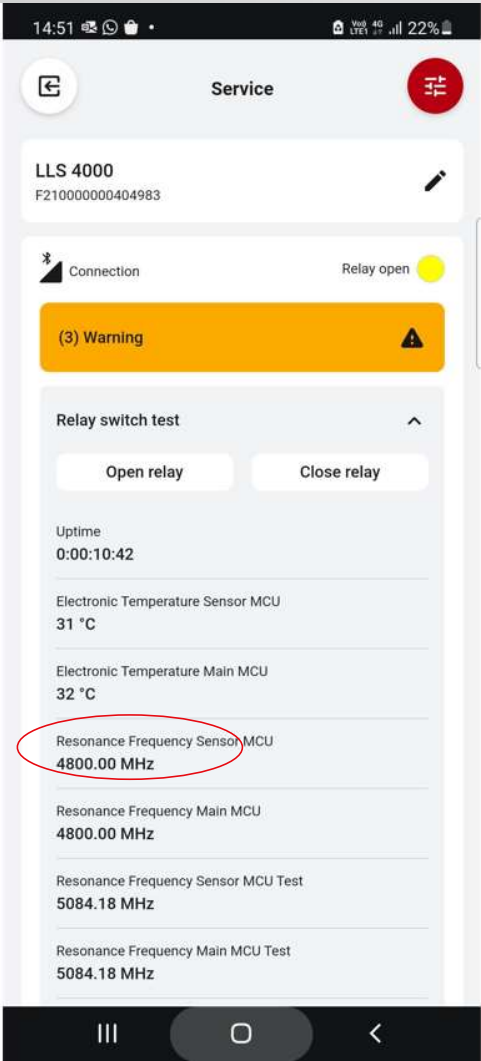 14:51
VoI) 4G
LTE1 22%
Service
LLS 4000
F210000000404983
Connection
Relay open
(3) Warning
Relay switch test
Open relay
Close relay
Uptime
0:00:10:42
Electronic Temperature Sensor MCU
31 °C
Electronic Temperature Main MCU
32 °C
Resonance Frequency Sensor MCU
4800.00 MHz
Resonance Frequency Main MCU
4800.00 MHz
Resonance Frequency Sensor MCU Test
5084.18 MHz
Resonance Frequency Main MCU Test
5084.18 MHz